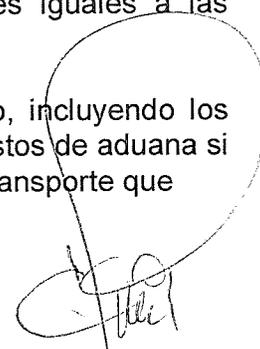 es iguales a las
o, incluyendo los
stos de aduana si
ansporte que